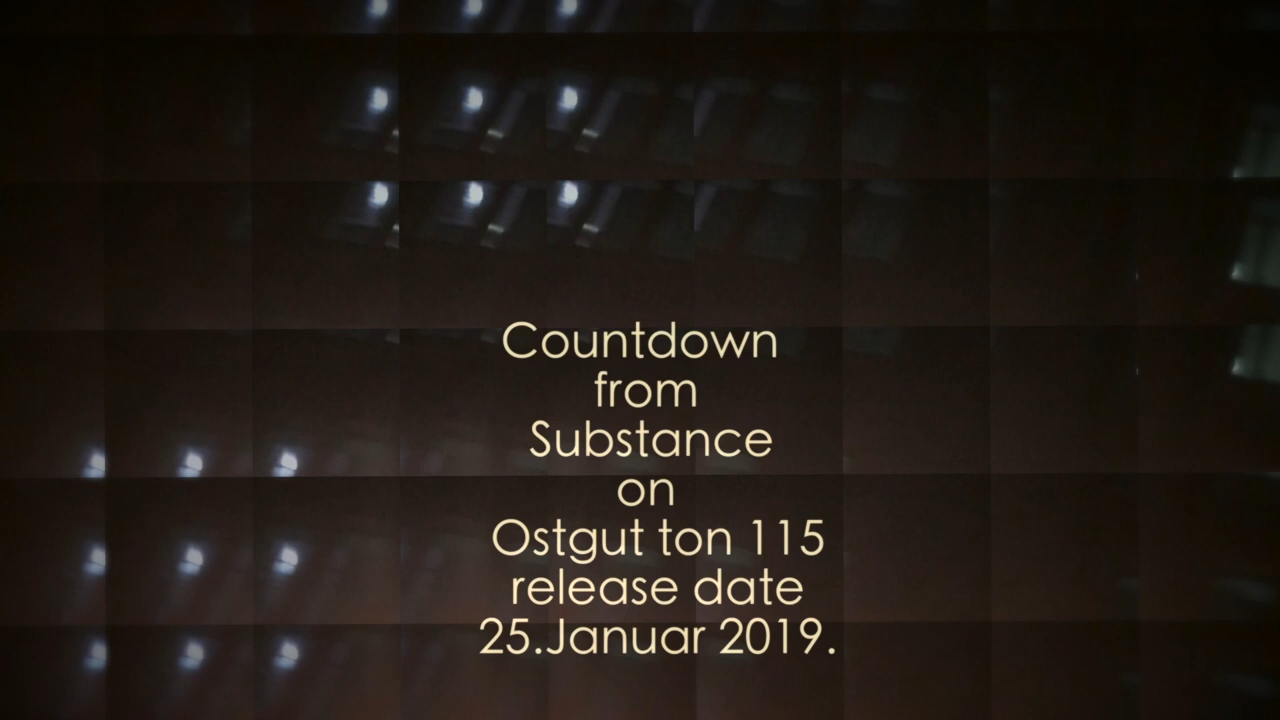 Countdown
from
Substance
on
Ostgut ton 115
release date
25.Januar 2019.